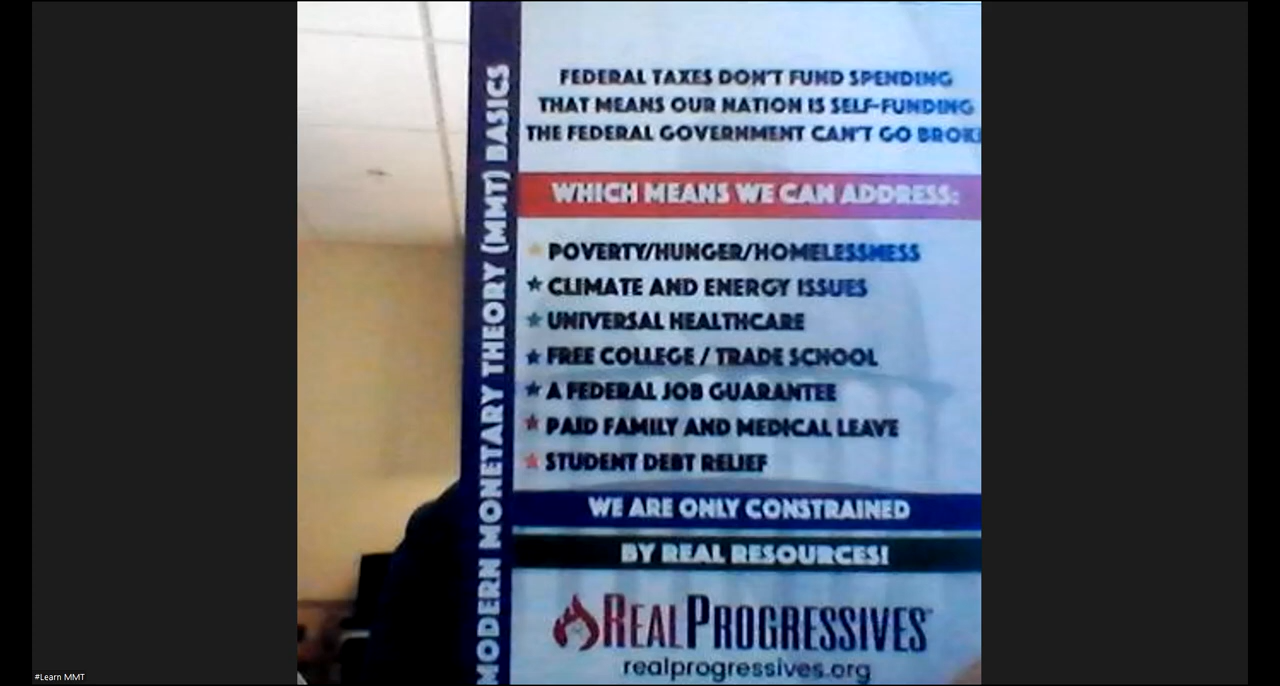 MODERN MONETARY THEORY (MMT) BASICS
FEDERAL TAXES DON'T FUND SPENDING
THAT MEANS OUR NATION IS SELF-FUNDING
THE FEDERAL GOVERNMENT CAN'T GO BROKE
WHICH MEANS WE CAN ADDRESS:
POVERTY/HUNGER/HOMELESSNESS
CLIMATE AND ENERGY ISSUES
UNIVERSAL HEALTHCARE
FREE COLLEGE / TRADE SCHOOL
A FEDERAL JOB GUARANTEE
PAID FAMILY AND MEDICAL LEAVE
STUDENT DEBT RELIEF
WE ARE ONLY CONSTRAINED
BY REAL RESOURCES!
REALPROGRESSIVES
realprogressives.org
#Learn MMT